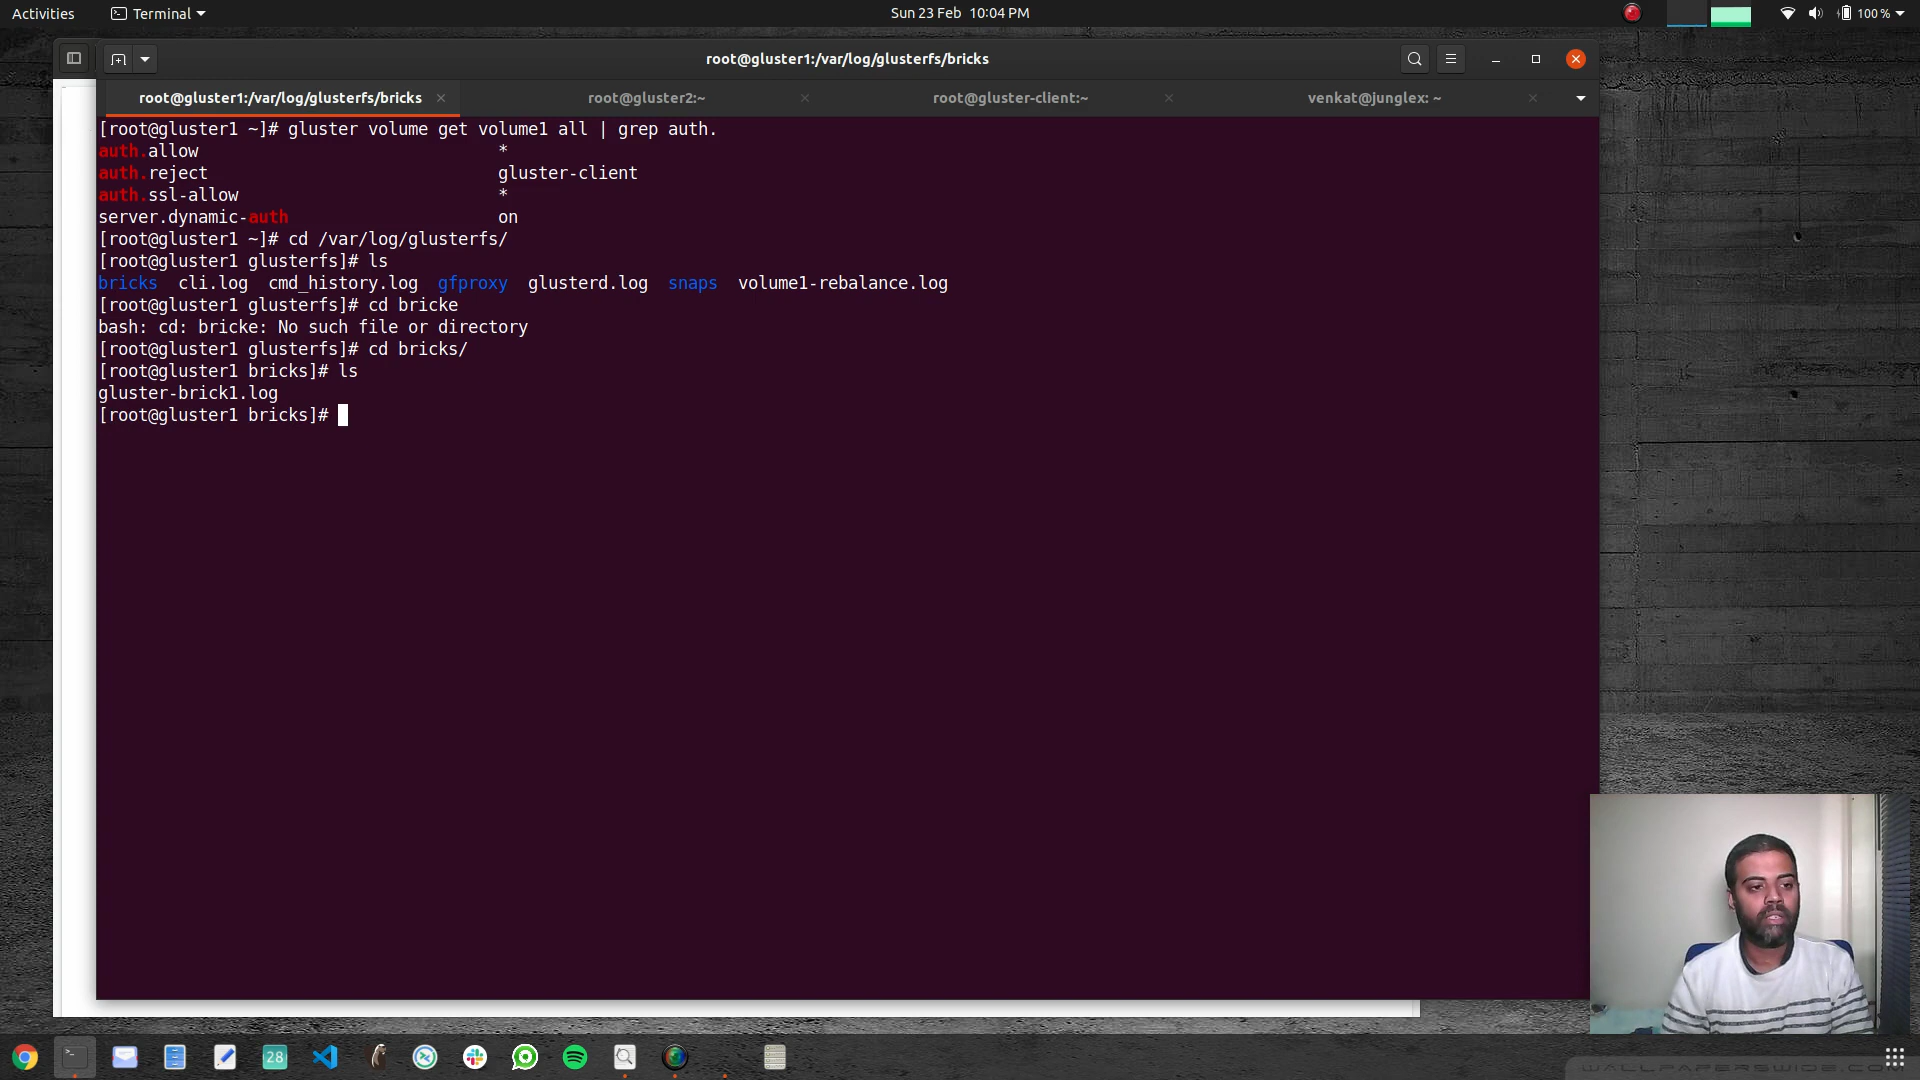 Activities
Terminal
Sun 23 Feb 10:04 PM
100 %
root@gluster1:/var/log/glusterfs/bricks
root@gluster1:/var/log/glusterfs/bricks
root@gluster2:~
root@gluster-client:~
venkat@junglex: ~
[root@gluster1 ~]# gluster volume get volume1 all | grep auth.
auth.allow *
auth.reject gluster-client
auth.ssl-allow *
server.dynamic-auth on
[root@gluster1 ~]# cd /var/log/glusterfs/
[root@gluster1 glusterfs]# ls
bricks cli.log cmd_history.log gfproxy glusterd.log snaps volume1-rebalance.log
[root@gluster1 glusterfs]# cd bricke
bash: cd: bricke: No such file or directory
[root@gluster1 glusterfs]# cd bricks/
[root@gluster1 bricks]# ls
gluster-brick1.log
[root@gluster1 bricks]#
28